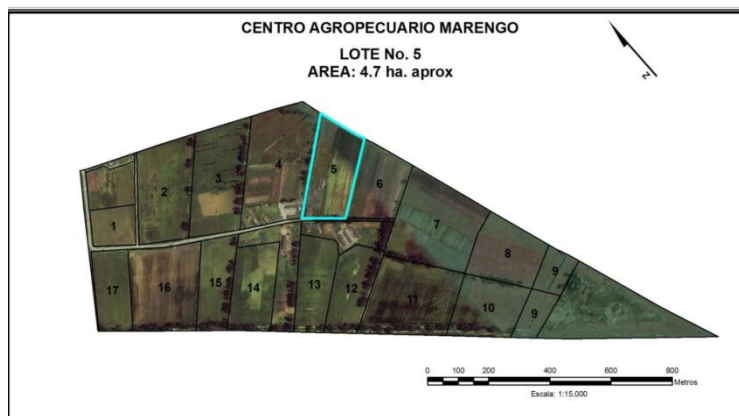 CENTRO AGROPECUARIO MARENGO
LOTE No. 5
AREA: 4.7 ha. aprox
N
1
2
3
4
5
6
7
8
9
17
16
15
14
13
12
11
10
9
0 100 200 400 600 800
Metros
Escala: 1:15.000